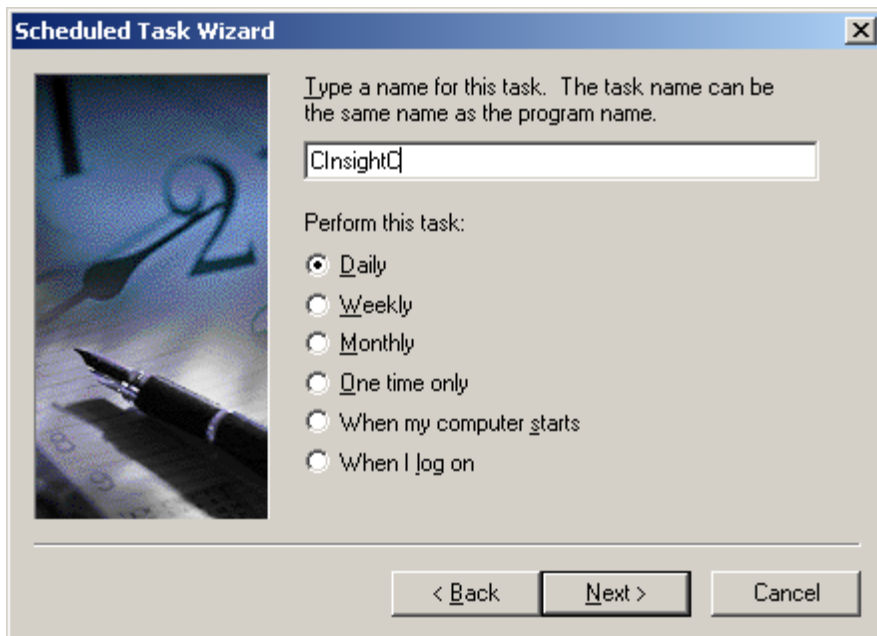 Scheduled Task Wizard
Type a name for this task. The task name can be
the same name as the program name.
CInsightC
Perform this task:
Daily
Weekly
Monthly
One time only
When my computer starts
When I log on
< Back
Next >
Cancel